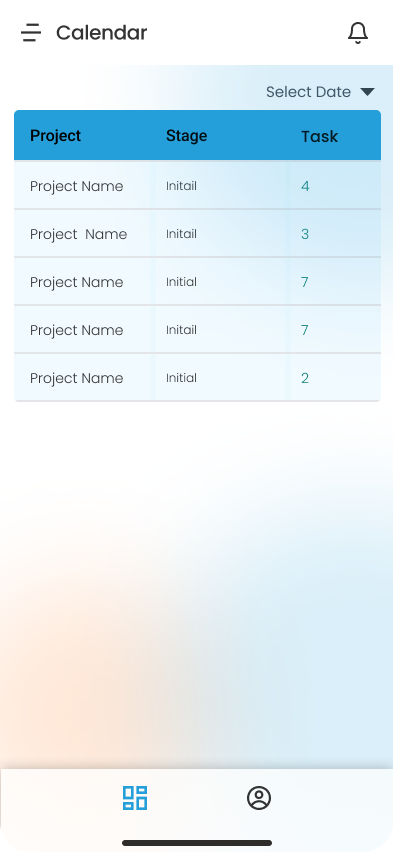 Calendar
Select Date
Project Stage Task
Project Name Initail 4
Project  Name Initail 3
Project Name Initial 7
Project Name Initail 7
Project Name Initial 2